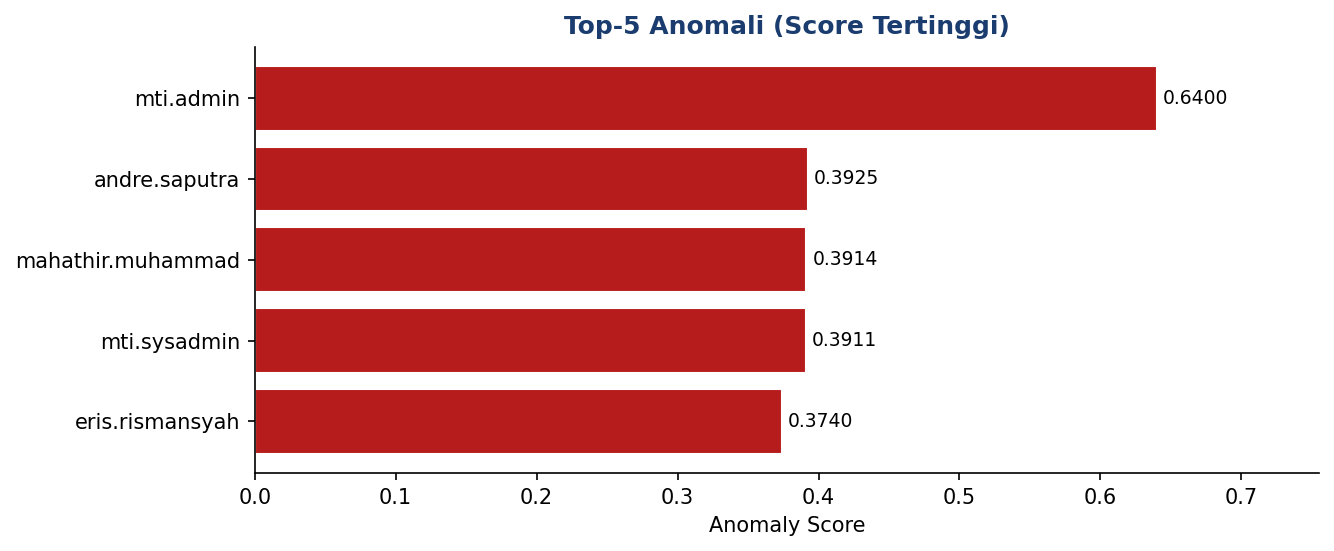 Top-5 Anomali (Score Tertinggi)
mti.admin
0.6400
andre.saputra
0.3925
mahathir.muhammad
0.3914
mti.sysadmin
0.3911
eris.rismansyah
0.3740
0.0 0.1 0.2 0.3 0.4 0.5 0.6 0.7
Anomaly Score